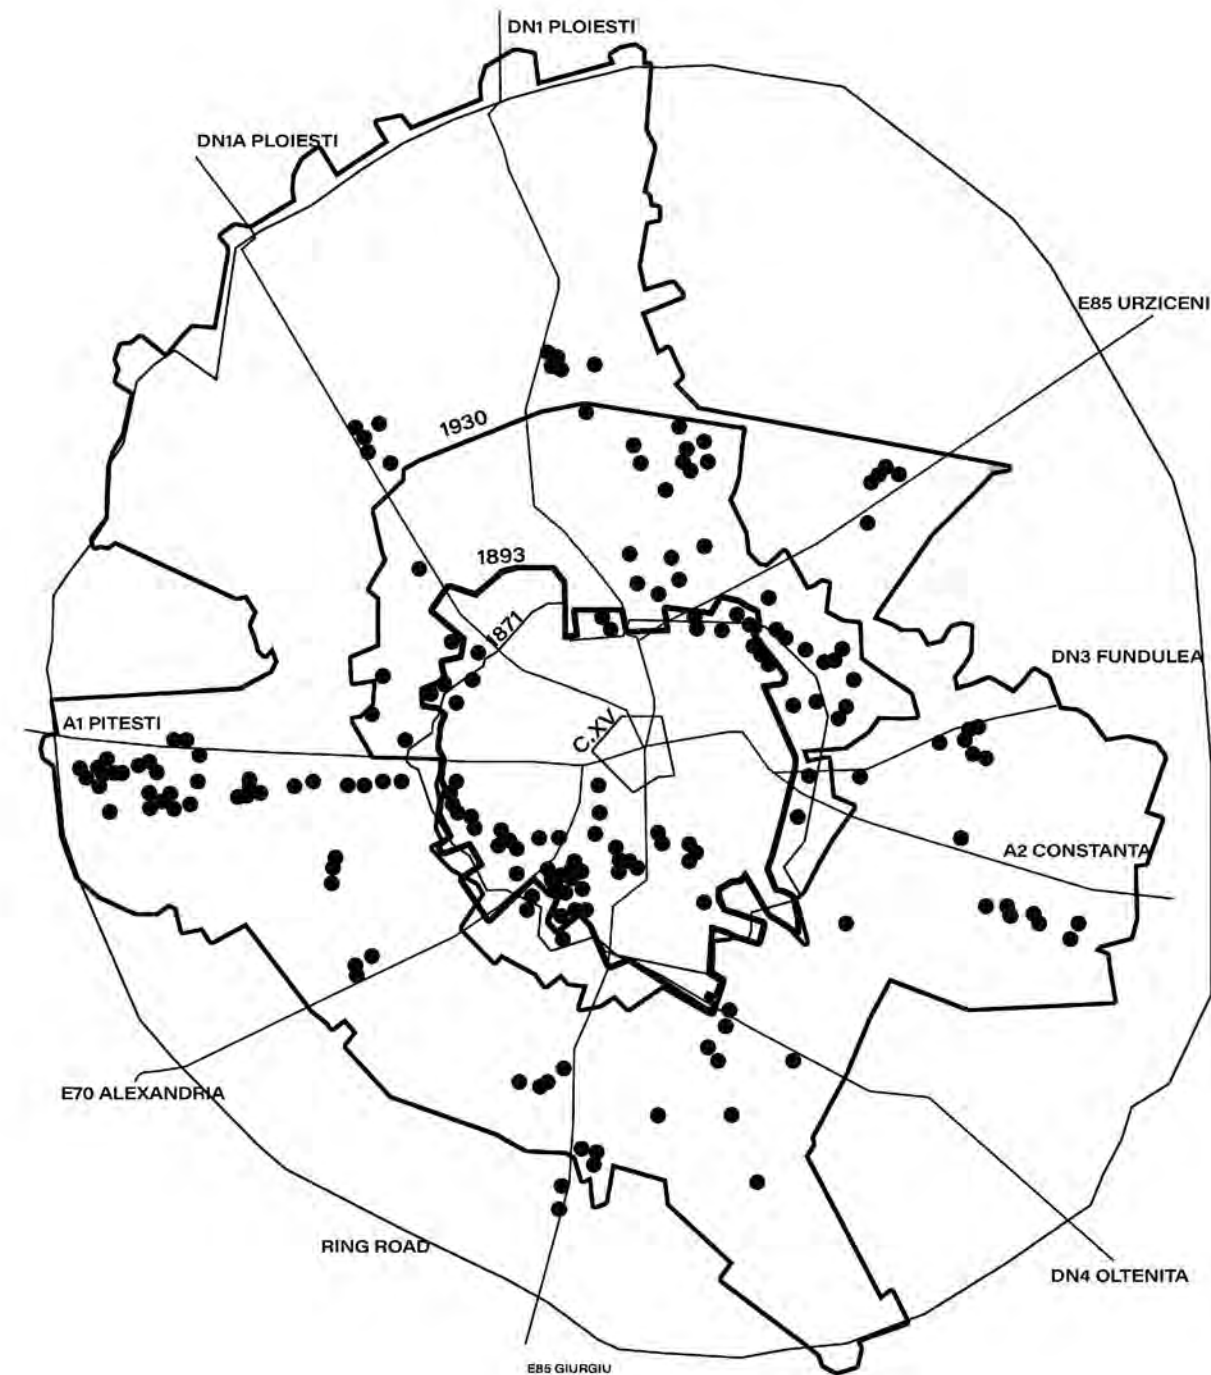 DN1 PLOIESTI
DN1A PLOIESTI
E85 URZICENI
1930
1893
1871
DN3 FUNDULEA
C.XV
A1 PITESTI
A2 CONSTANTA
E70 ALEXANDRIA
RING ROAD
DN4 OLTENITA
E85 GIURGIU